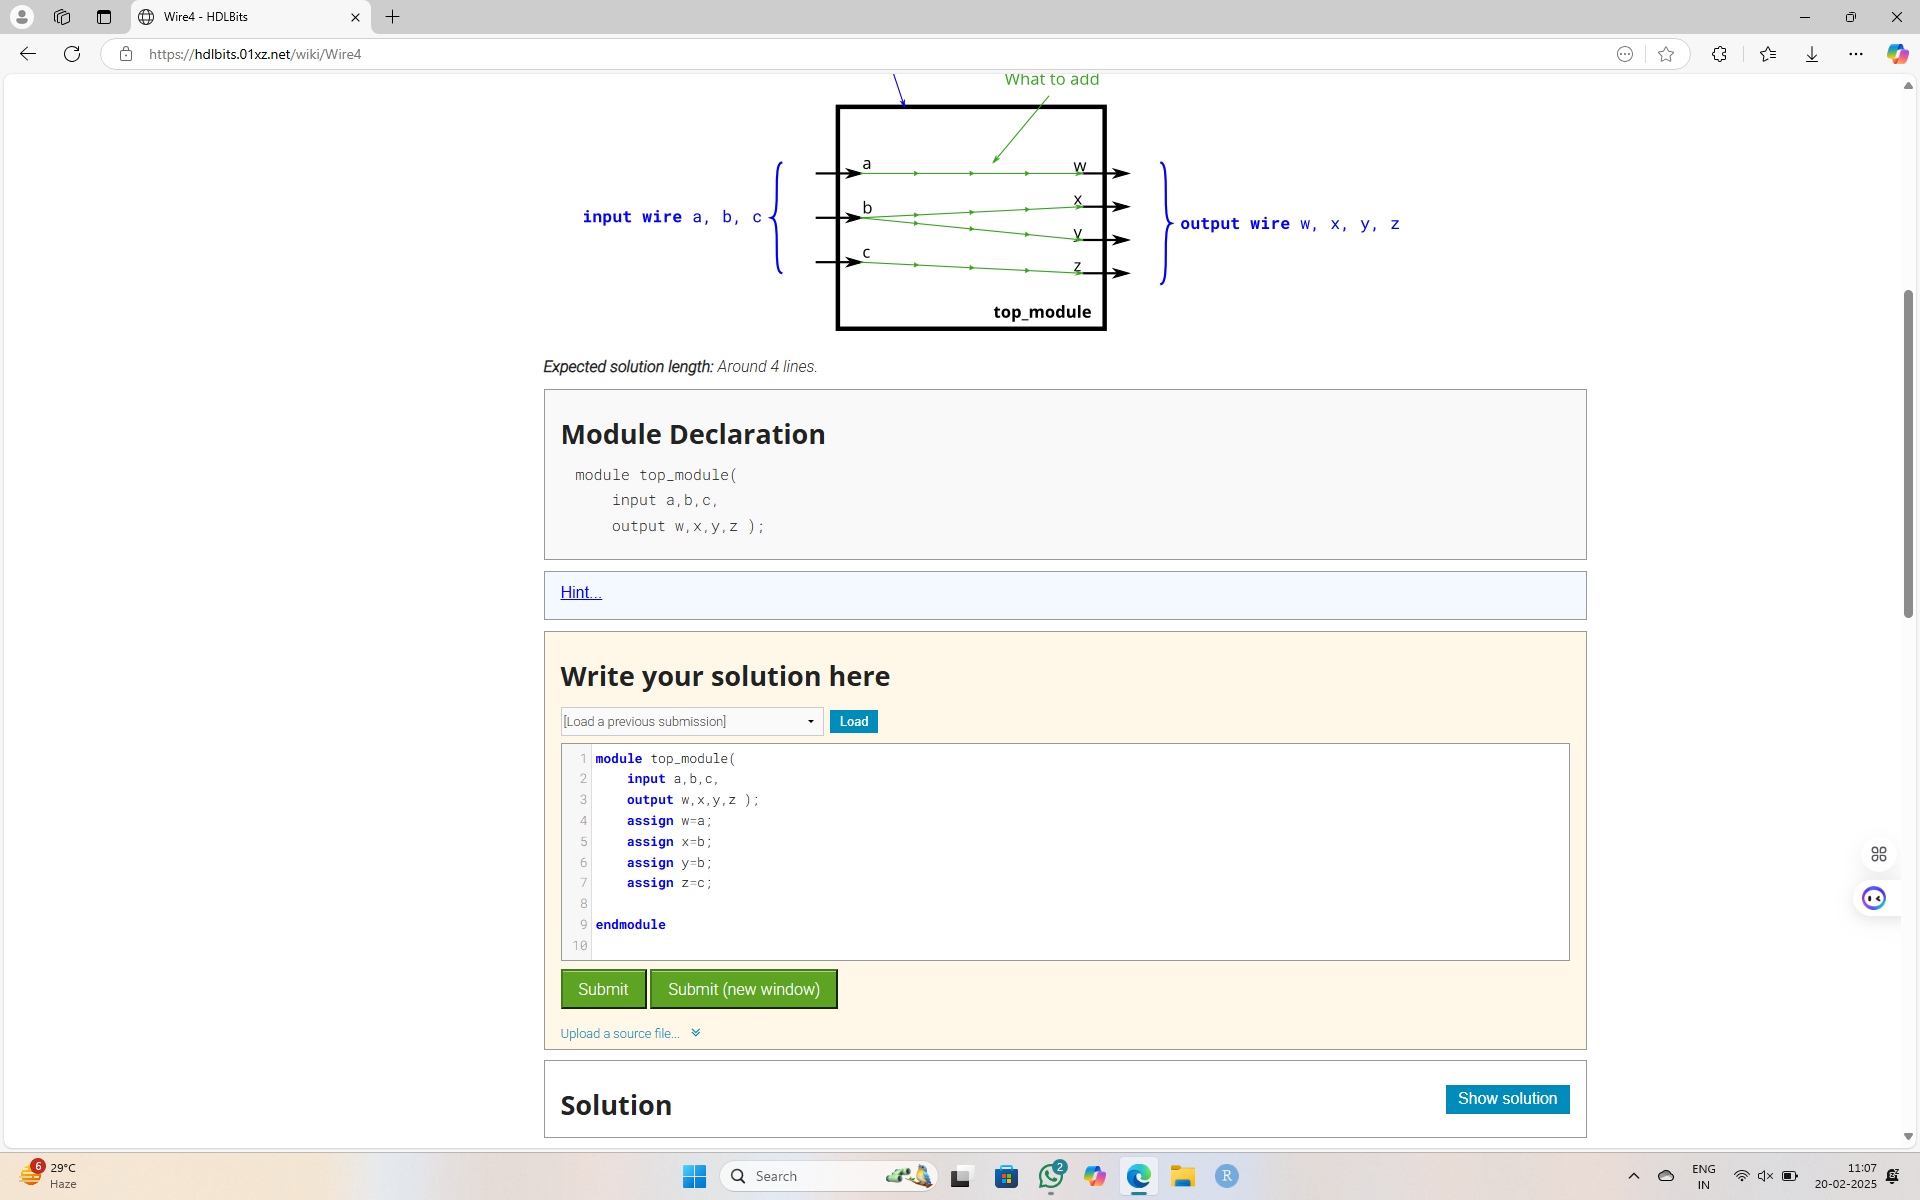 Wire4 - HDLBits
https://hdlbits.01xz.net/wiki/Wire4
What to add
a
w
x
b
input wire a, b, c
output wire w, x, y, z
y
c
z
top_module
Expected solution length: Around 4 lines.
Module Declaration
module top_module(
input a,b,c,
output w,x,y,z );
Hint...
Write your solution here
[Load a previous submission]
Load
1 module top_module(
2 input a,b,c,
3 output w,x,y,z );
4 assign w=a;
5 assign x=b;
6 assign y=b;
7 assign z=c;
8
9 endmodule
10
Submit
Submit (new window)
Upload a source file...
Solution
Show solution
6
29°C
Haze
Search
2
R
ENG
IN
11:07
20-02-2025